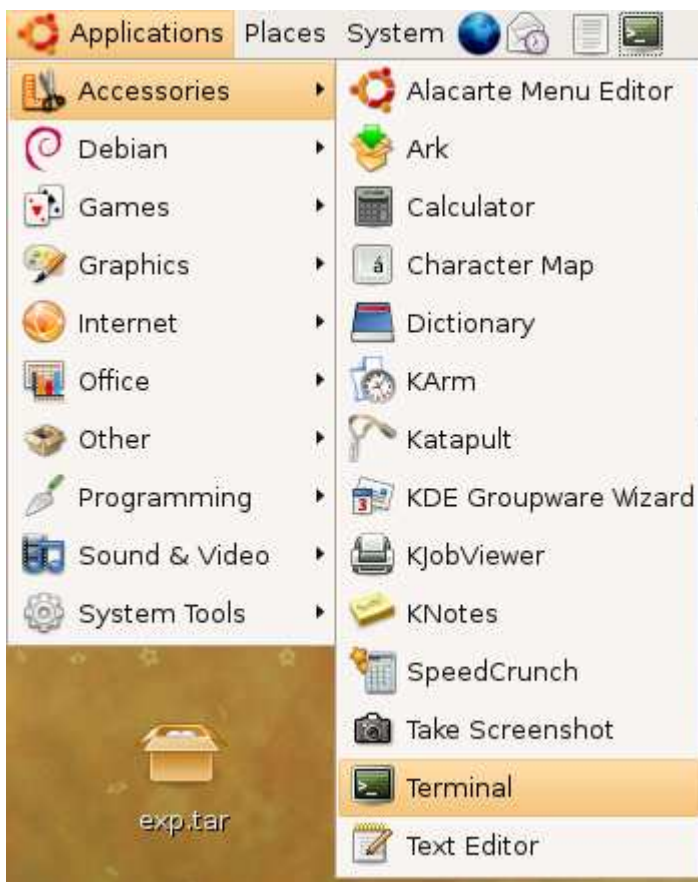 Applications Places System
Accessories
Debian
Games
Graphics
Internet
Office
Other
Programming
Sound & Video
System Tools
Alacarte Menu Editor
Ark
Calculator
á Character Map
Dictionary
KArm
Katapult
3 KDE Groupware Wizard
KJobViewer
KNotes
SpeedCrunch
Take Screenshot
Terminal
Text Editor
exp.tar